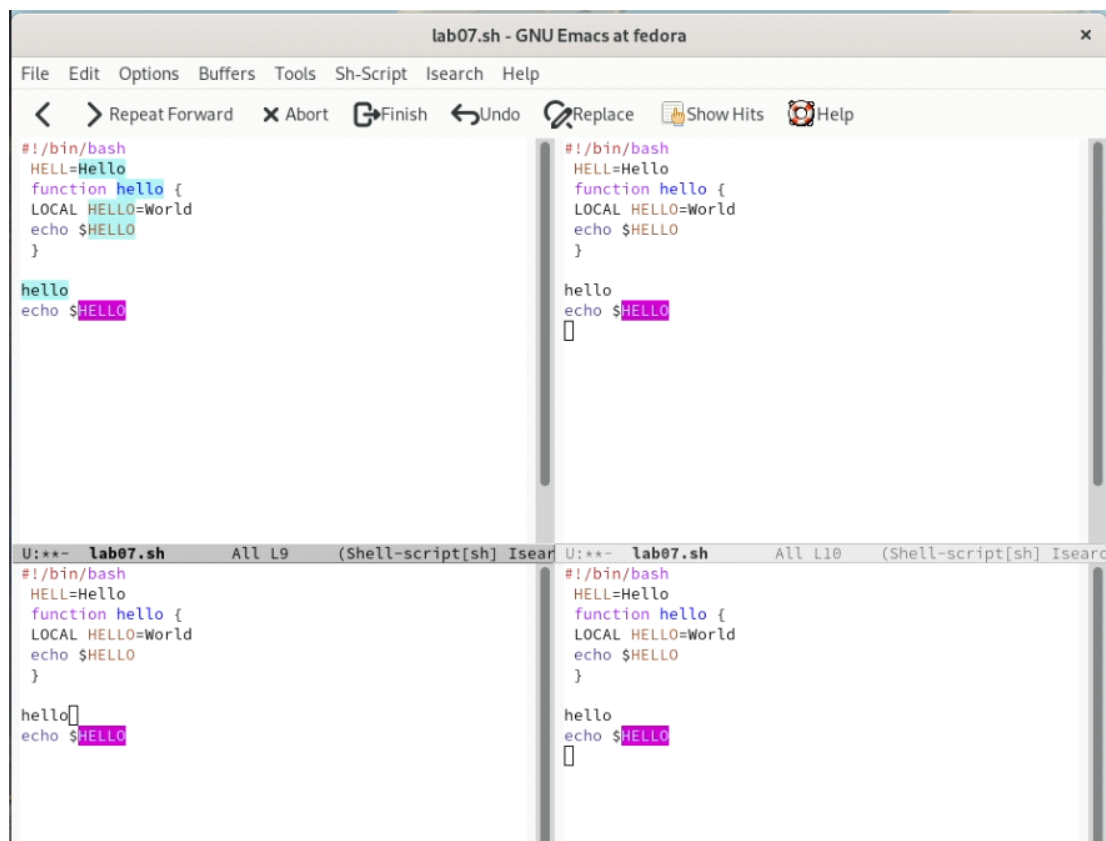 lab07.sh - GNU Emacs at fedora
File Edit Options Buffers Tools Sh-Script Isearch Help
Repeat Forward Abort Finish Undo Replace Show Hits Help
#!/bin/bash
HELL=Hello
function hello {
LOCAL HELLO=World
echo $HELLO
}
hello
echo $HELLO
#!/bin/bash
HELL=Hello
function hello {
LOCAL HELLO=World
echo $HELLO
}
hello
echo $HELLO
U:**- lab07.sh All L9 (Shell-script[sh] Isear
U:**- lab07.sh All L10 (Shell-script[sh] Isearc
#!/bin/bash
HELL=Hello
function hello {
LOCAL HELLO=World
echo $HELLO
}
hello
echo $HELLO
#!/bin/bash
HELL=Hello
function hello {
LOCAL HELLO=World
echo $HELLO
}
hello
echo $HELLO